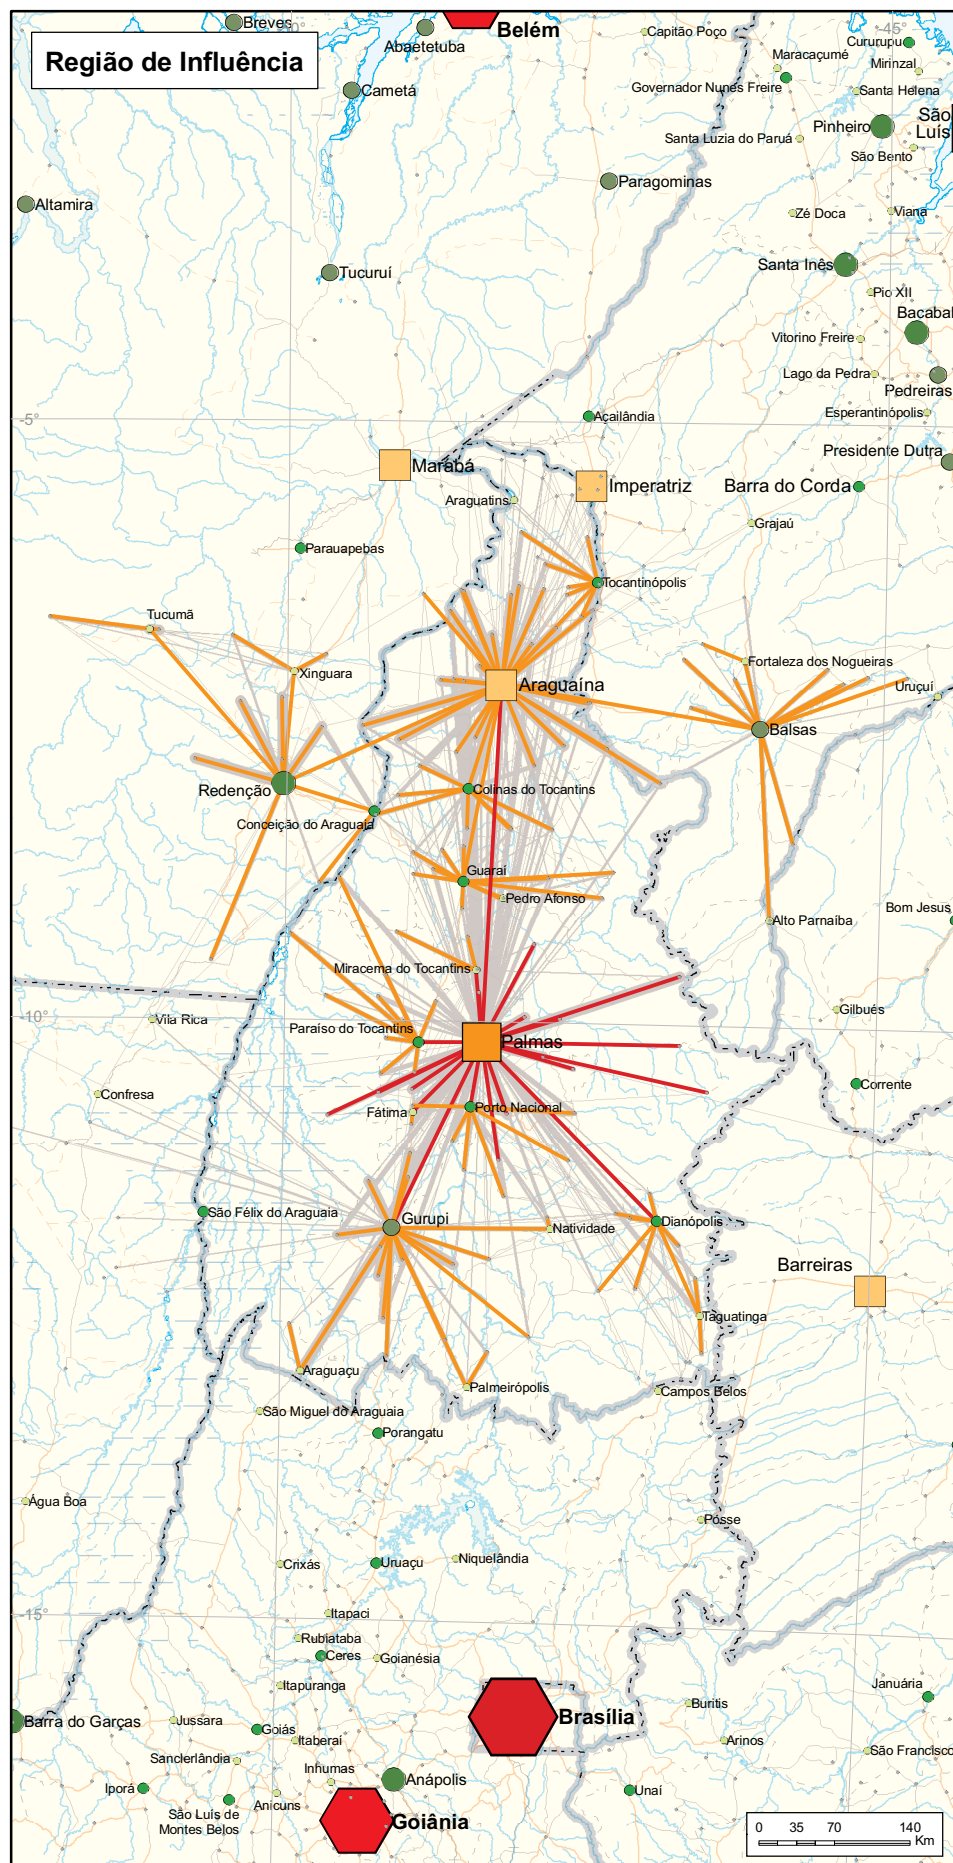 Breves
Belém
Capitão Poço
-45°
Cururupu
Abaetetuba
Região de Influência
Maracaçumé
Mirinzal
Cametá
Governador Nunes Freire
Santa Helena
São
Luís
Pinheiro
Santa Luzia do Paruá
São Bento
Paragominas
Altamira
Zé Doca
Viana
Santa Inês
Tucuruí
Pio XII
Bacabal
Vitorino Freire
Lago da Pedra
Pedreiras
-5°
Açailândia
Esperantinópolis
Presidente Dutra
Marabá
Imperatriz
Barra do Corda
Araguatins
Grajaú
Parauapebas
Tocantinópolis
Tucumã
Xinguara
Fortaleza dos Nogueiras
Araguaína
Uruçuí
Balsas
Redenção
Colinas do Tocantins
Conceição do Araguaia
Guaraí
Pedro Afonso
Bom Jesus
Alto Parnaíba
Miracema do Tocantins
Gilbués
-10°
Vila Rica
Paraíso do Tocantins
Palmas
Corrente
Confresa
Fátima
Porto Nacional
São Félix do Araguaia
Gurupi
Natividade
Dianópolis
Barreiras
Taguatinga
Araguaçu
Palmeirópolis
Campos Belos
São Miguel do Araguaia
Porangatu
Água Boa
Posse
Crixás
Uruaçu
Niquelândia
-15°
Itapaci
Rubiataba
Ceres
Goianésia
Itapuranga
Januária
Buritis
Brasília
Barra do Garças
Jussara
Goiás
Itaberaí
Arinos
São Francisco
Sanclerlândia
Inhumas
Anápolis
Iporá
Anicuns
Unaí
São Luís de
Montes Belos
Goiânia
0 35 70 140
Km